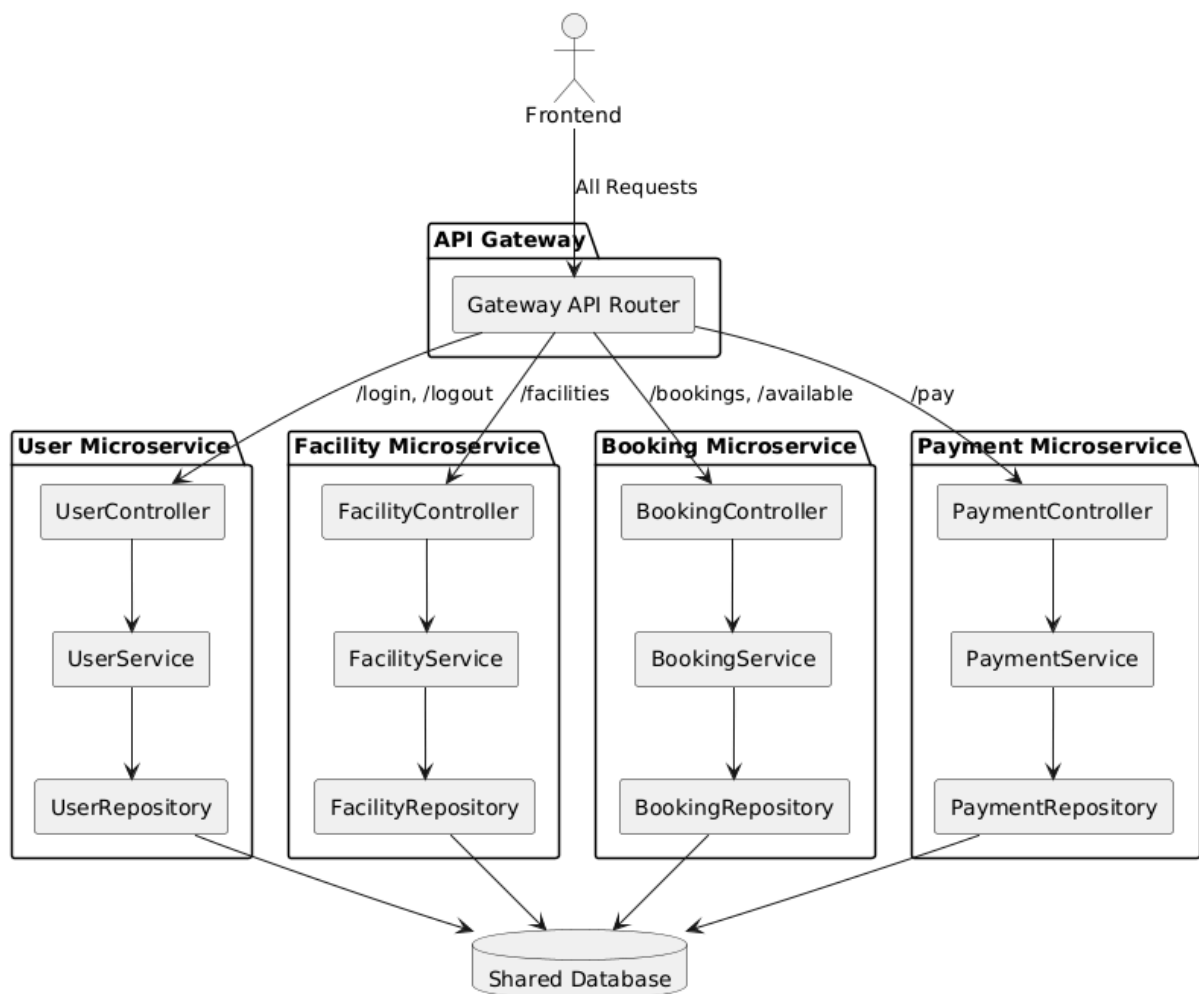 Frontend
All Requests
API Gateway
Gateway API Router
/login, /logout
/facilities
/bookings, /available
/pay
User Microservice
Facility Microservice
Booking Microservice
Payment Microservice
UserController
FacilityController
BookingController
PaymentController
UserService
FacilityService
BookingService
PaymentService
UserRepository
FacilityRepository
BookingRepository
PaymentRepository
Shared Database